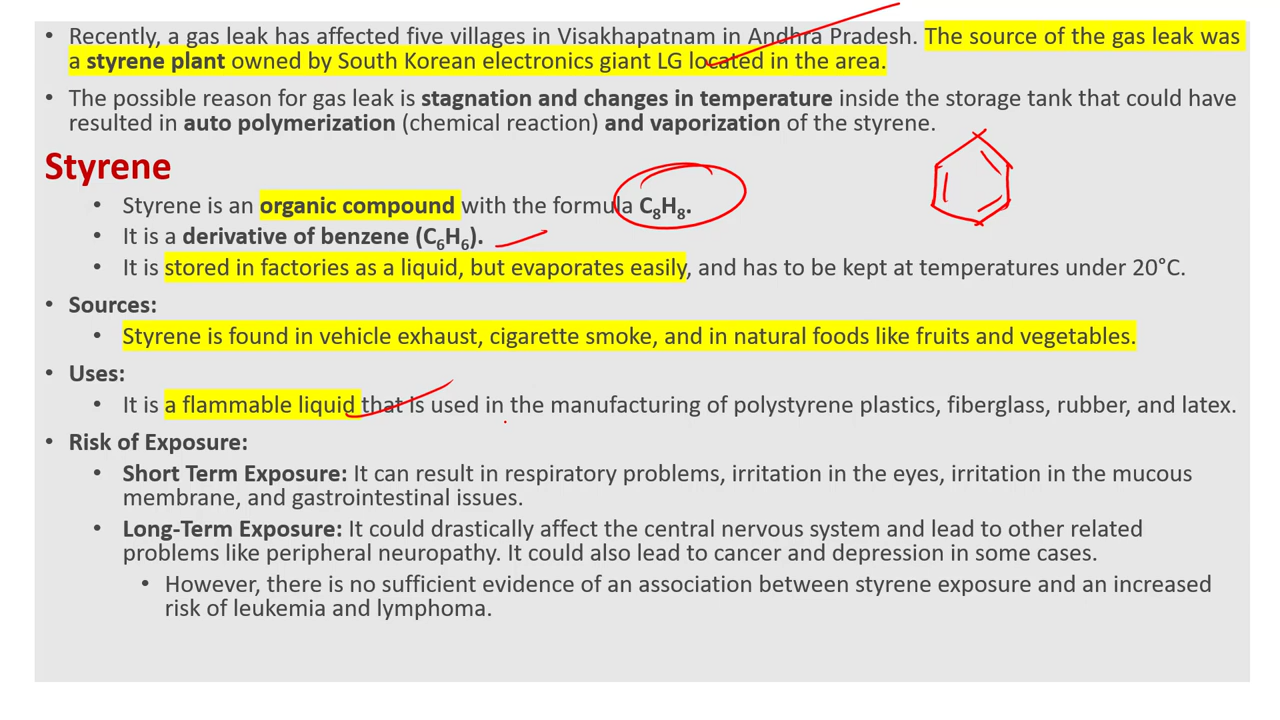 • Recently, a gas leak has affected five villages in Visakhapatnam in Andhra Pradesh. The source of the gas leak was
a styrene plant owned by South Korean electronics giant LG located in the area.
• The possible reason for gas leak is stagnation and changes in temperature inside the storage tank that could have
resulted in auto polymerization (chemical reaction) and vaporization of the styrene.
Styrene
• Styrene is an organic compound with the formula C₈H₈.
• It is a derivative of benzene (C₆H₆).
• It is stored in factories as a liquid, but evaporates easily, and has to be kept at temperatures under 20°C.
• Sources:
• Styrene is found in vehicle exhaust, cigarette smoke, and in natural foods like fruits and vegetables.
• Uses:
• It is a flammable liquid that is used in the manufacturing of polystyrene plastics, fiberglass, rubber, and latex.
• Risk of Exposure:
• Short Term Exposure: It can result in respiratory problems, irritation in the eyes, irritation in the mucous
membrane, and gastrointestinal issues.
• Long-Term Exposure: It could drastically affect the central nervous system and lead to other related
problems like peripheral neuropathy. It could also lead to cancer and depression in some cases.
• However, there is no sufficient evidence of an association between styrene exposure and an increased
risk of leukemia and lymphoma.